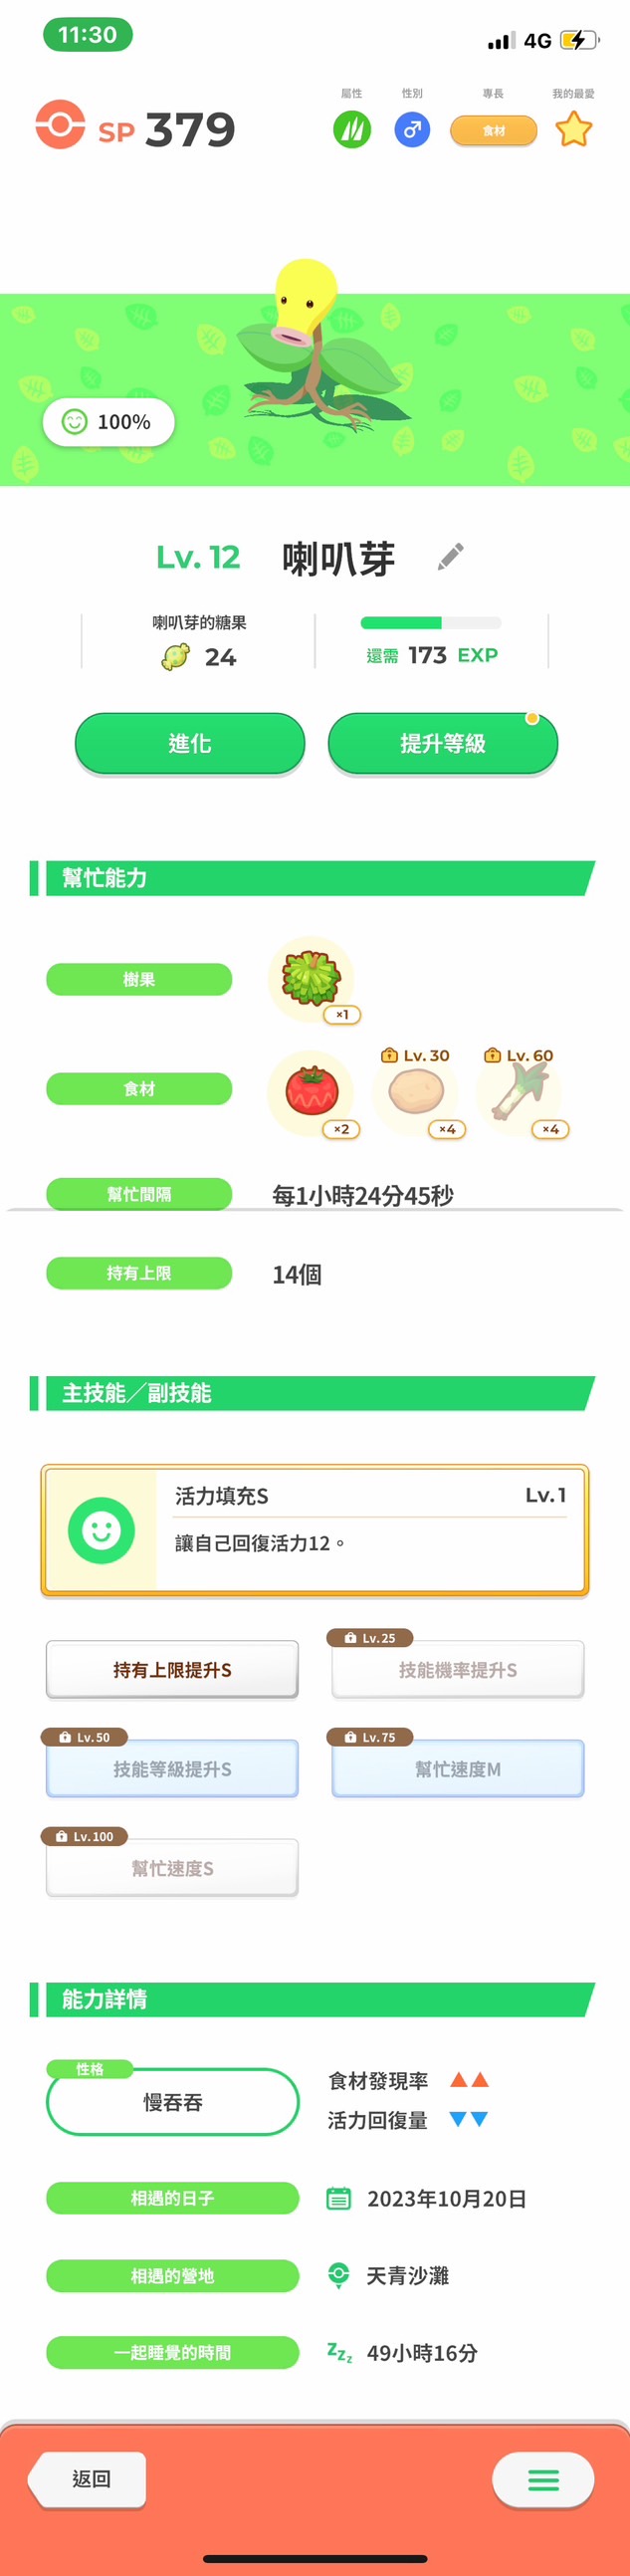 11:30
4G
屬性 性別 專長 我的最愛
SP 379
食材
100%
Lv. 12 喇叭芽
喇叭芽的糖果
24
還需 173 EXP
進化 提升等級
幫忙能力
樹果
×1
Lv. 30 Lv. 60
食材
×2 ×4 ×4
幫忙間隔 每1小時24分45秒
持有上限 14個
主技能／副技能
活力填充S Lv.1
讓自己回復活力12。
Lv.25
持有上限提升S 技能機率提升S
Lv.50 Lv.75
技能等級提升S 幫忙速度M
Lv.100
幫忙速度S
能力詳情
性格
慢吞吞
食材發現率
活力回復量
相遇的日子 2023年10月20日
相遇的營地 天青沙灘
一起睡覺的時間 zzz 49小時16分
返回